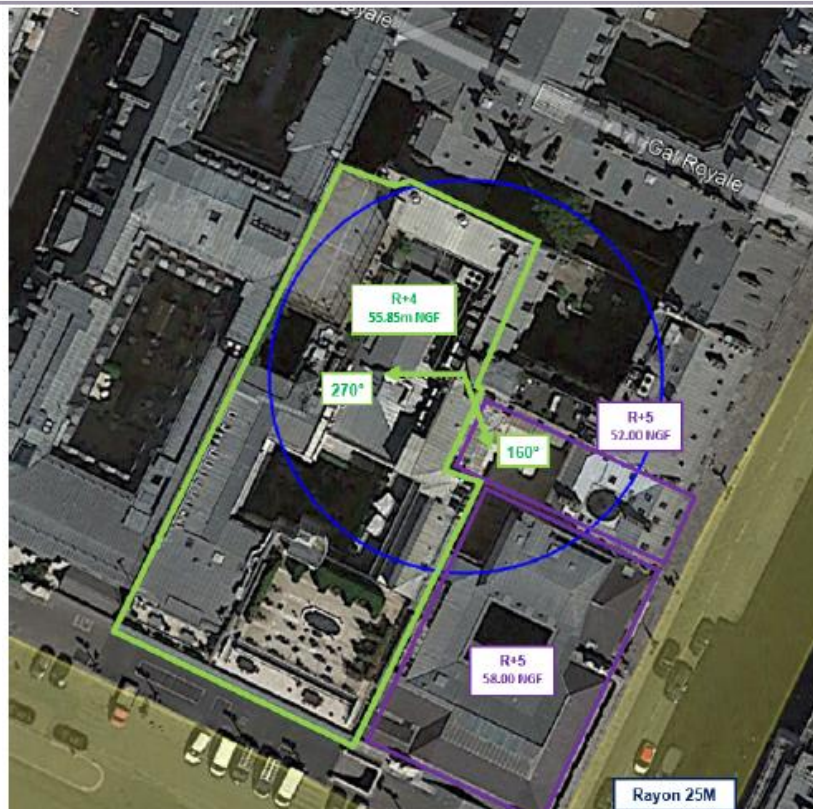 Royale
Gal Royale
R+4
55.85m NGF
270°
R+5
52.00 NGF
160°
R+5
58.00 NGF
Rayon 25M